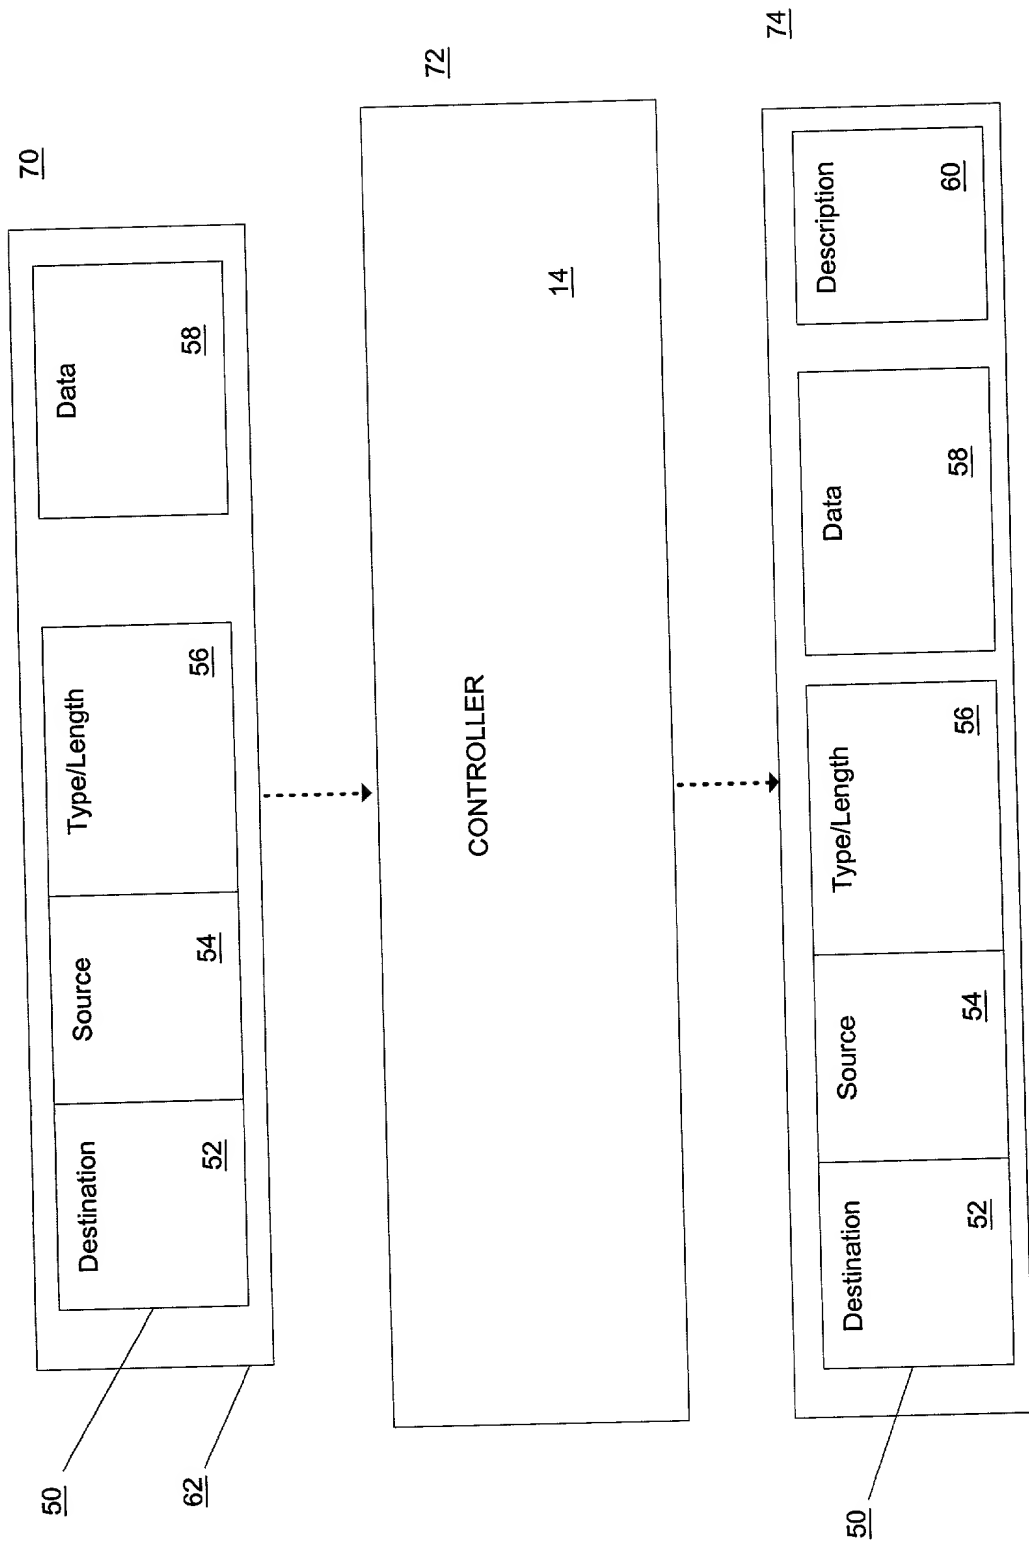 70
Destination
Source
Type/Length
Data
52
54
56
58
50
62
72
CONTROLLER
14
74
Destination
Source
Type/Length
Data
Description
52
54
56
58
60
50